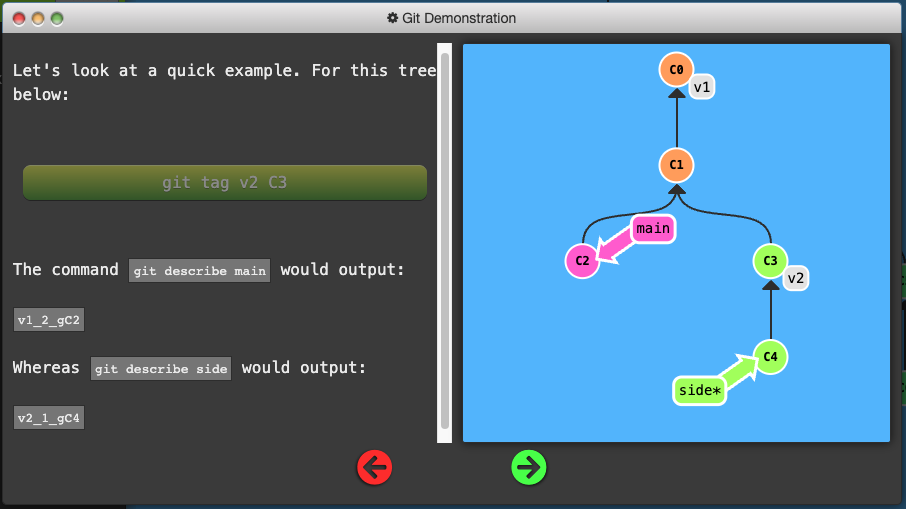 Git Demonstration
Let's look at a quick example. For this tree
below:
git tag v2 C3
The command git describe main would output:
v1_2_gC2
Whereas git describe side would output:
v2_1_gC4
C0
v1
C1
main
C2
C3
v2
C4
side*